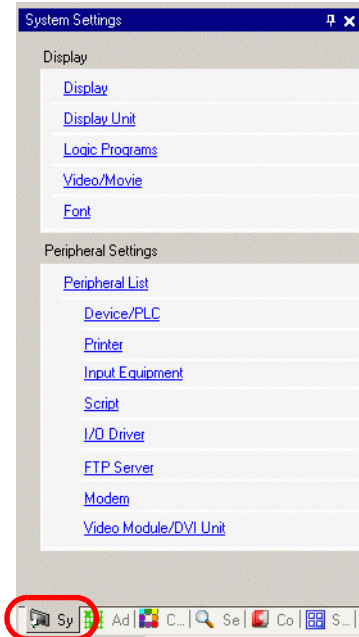 System Settings
Display
Display
Display Unit
Logic Programs
Video/Movie
Font
Peripheral Settings
Peripheral List
Device/PLC
Printer
Input Equipment
Script
I/O Driver
FTP Server
Modem
Video Module/DVI Unit
Sy Ad C... Se Co S...